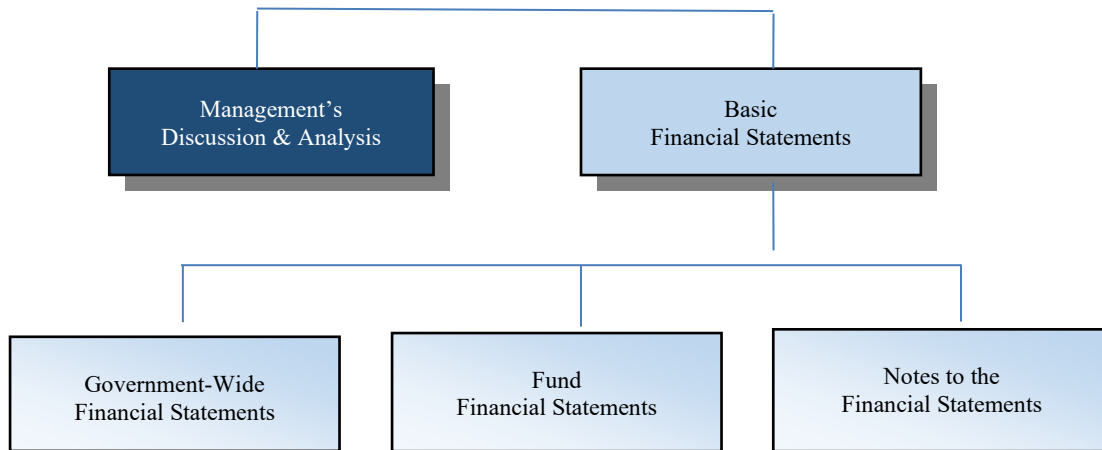 Management’s
Discussion & Analysis
Basic
Financial Statements
Government-Wide
Financial Statements
Fund
Financial Statements
Notes to the
Financial Statements